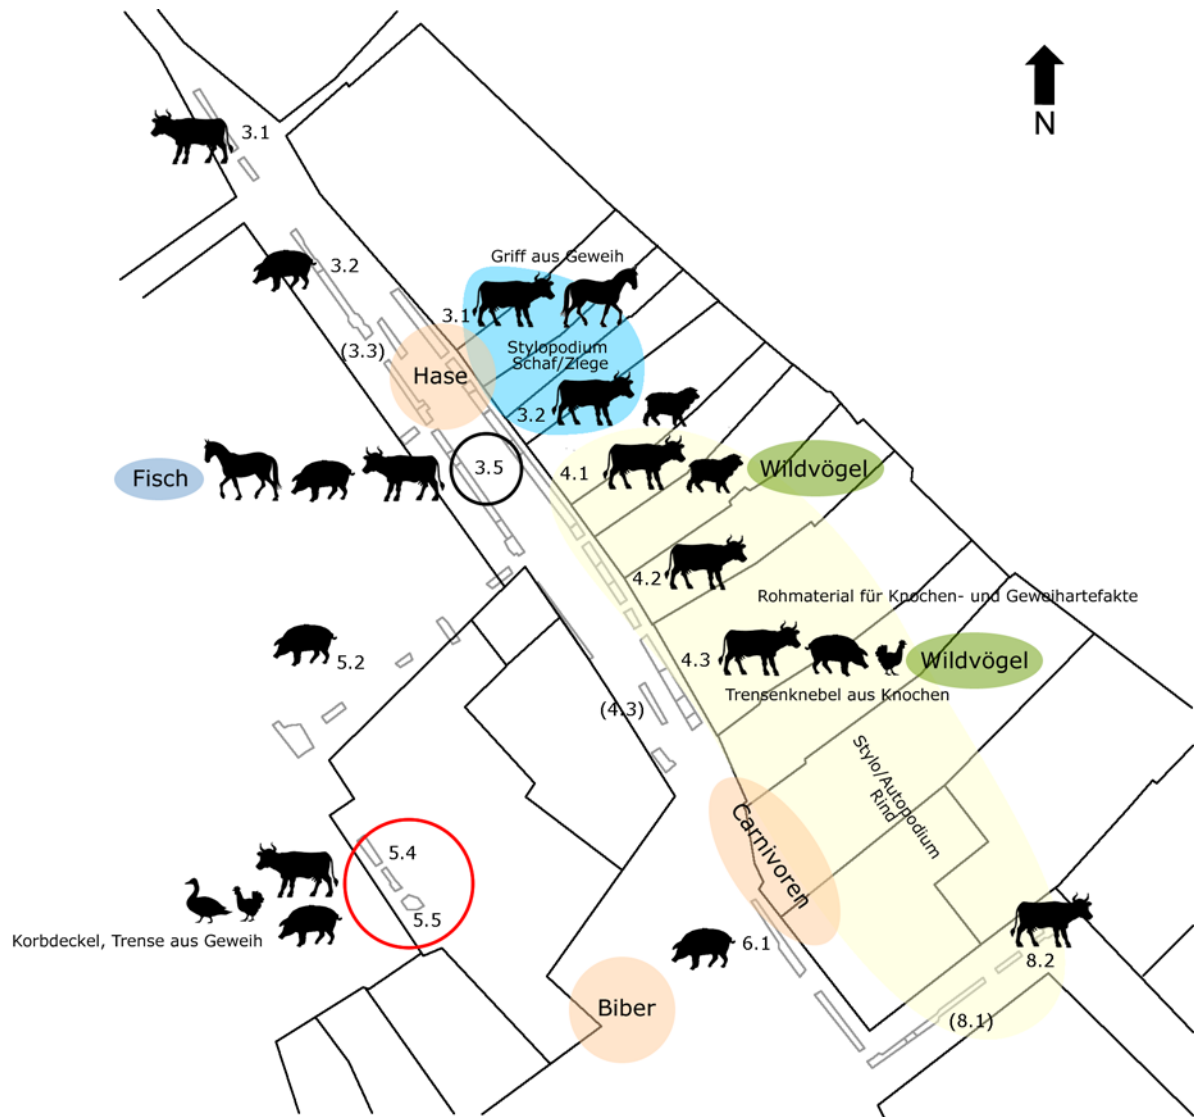 N
3.1
3.2
Griff aus Geweih
3.1
(3.3)
Hase
Stylopodium
Schaf/Ziege
3.2
Fisch
3.5
4.1
Wildvögel
4.2
Rohmaterial für Knochen- und Geweihartefakte
5.2
4.3
Wildvögel
Trensenknebel aus Knochen
(4.3)
Stylo/Autopodium
Rind
Carnivoren
5.4
5.5
Korbdeckel, Trense aus Geweih
6.1
8.2
Biber
(8.1)